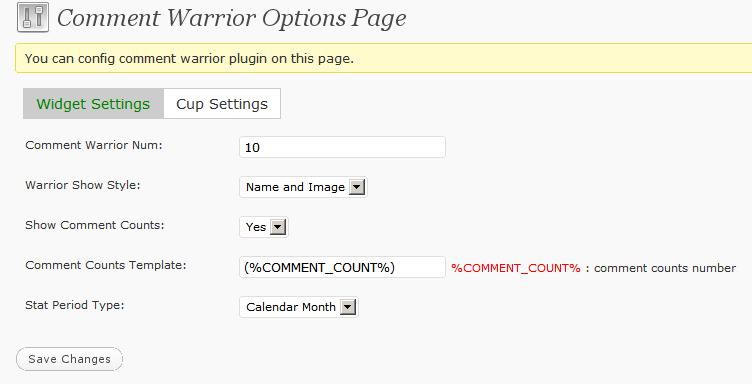 Comment Warrior Options Page
You can config comment warrior plugin on this page.
Widget Settings Cup Settings
Comment Warrior Num: 10
Warrior Show Style: Name and Image
Show Comment Counts: Yes
Comment Counts Template: (%COMMENT_COUNT%) %COMMENT_COUNT% : comment counts number
Stat Period Type: Calendar Month
Save Changes